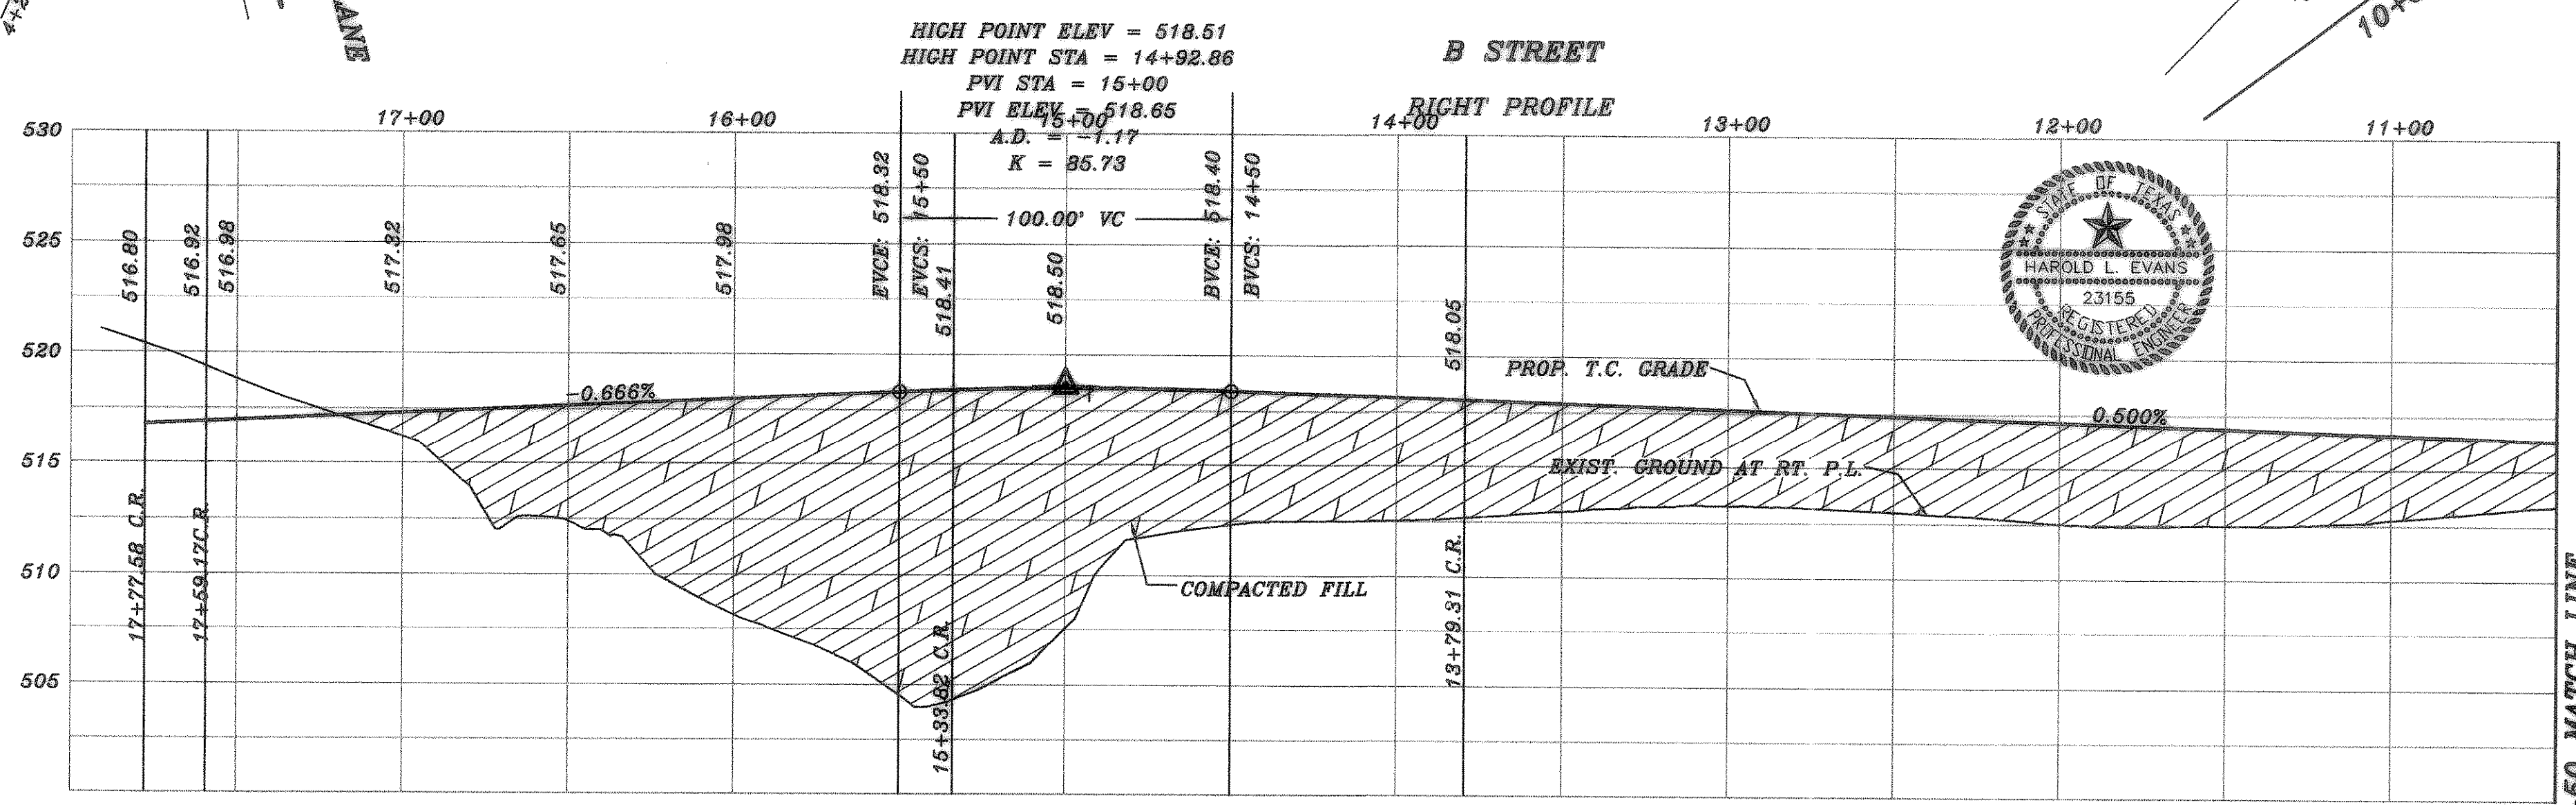 HIGH POINT ELEV = 518.51
HIGH POINT STA = 14+92.86
PVI STA = 15+00
PVI ELEV = 518.65
A.D. = -1.17
K = 85.73
100.00' VC
B STREET
RIGHT PROFILE
LANE
17+00
16+00
15+00
14+00
13+00
12+00
11+00
530
525
520
515
510
505
516.80
516.92
516.98
517.32
517.65
517.98
EVCE: 518.32
EVCS: 15+50
518.41
518.50
BVCE: 518.40
BVCS: 14+50
518.05
STATE OF TEXAS
HAROLD L. EVANS
23155
REGISTERED
PROFESSIONAL ENGINEER
-0.666%
PROP. T.C. GRADE
0.500%
EXIST. GROUND AT RT. P.L.
COMPACTED FILL
17+77.58 C.R.
17+59.17C.R.
15+33.82 C.R.
13+79.31 C.R.
MATCH LINE